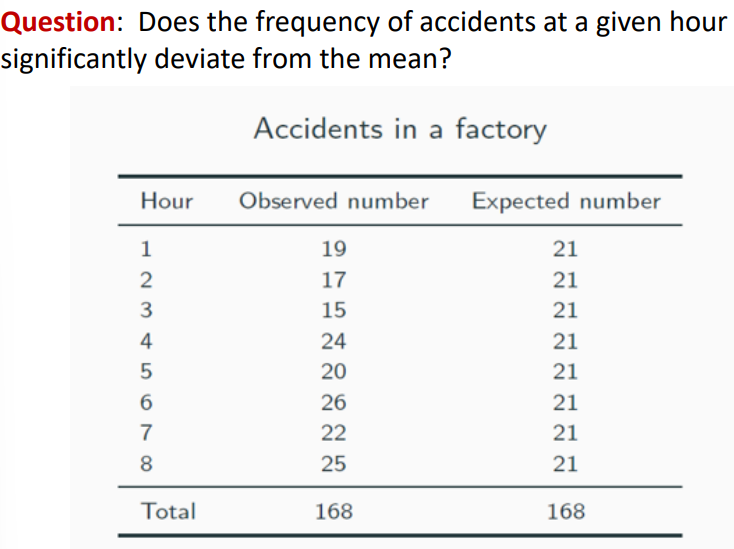 Question: Does the frequency of accidents at a given hour
significantly deviate from the mean?
Accidents in a factory
Hour Observed number Expected number
1 19 21
2 17 21
3 15 21
4 24 21
5 20 21
6 26 21
7 22 21
8 25 21
Total 168 168